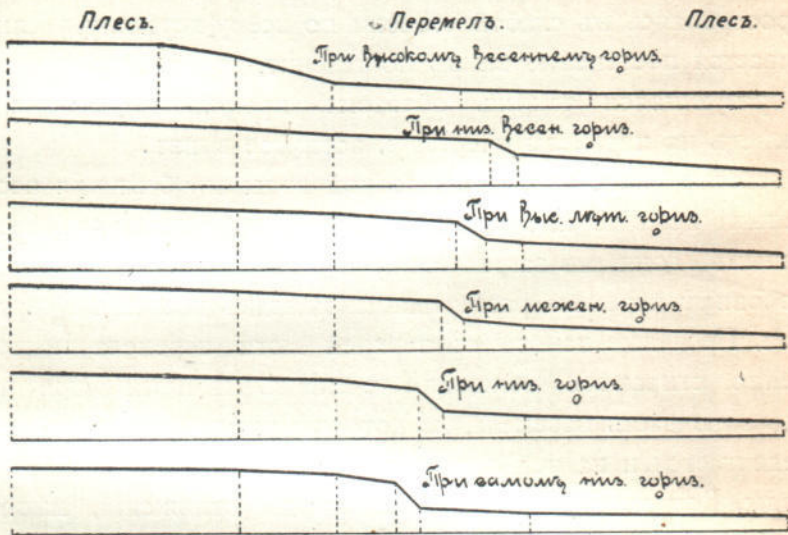 Плесъ. Перемелъ. Плесъ.
При высокомъ весеннемъ гориз.
При низ. весен. гориз.
При выс. лѣт. гориз.
При межен. гориз.
При низ. гориз.
При самомъ низ. гориз.